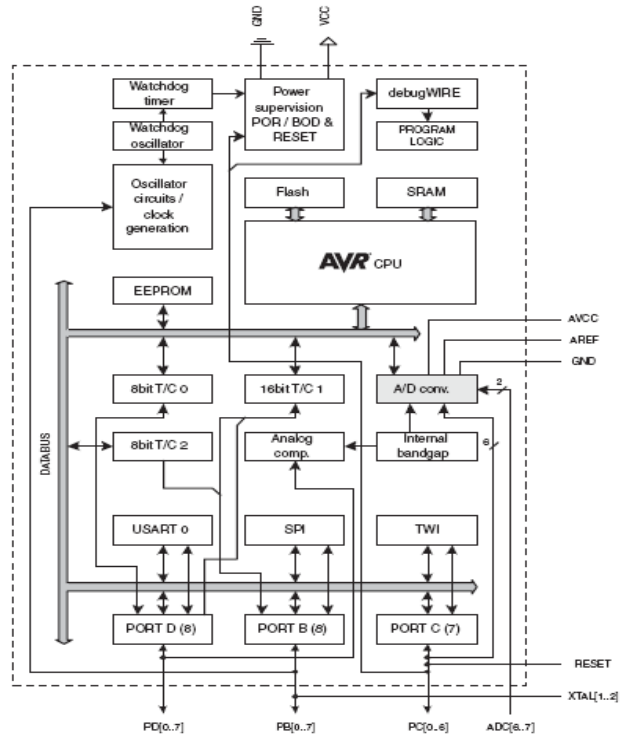 GND
VCC
Watchdog
timer
Power
supervision
POR / BOD &
RESET
debugWIRE
Watchdog
oscillator
PROGRAM
LOGIC
Oscillator
circuits /
clock
generation
Flash
SRAM
AVR CPU
EEPROM
AVCC
AREF
GND
8bit T/C 0
16bit T/C 1
A/D conv.
2
8bit T/C 2
Analog
comp.
Internal
bandgap
6
DATABUS
USART 0
SPI
TWI
PORT D (8)
PORT B (8)
PORT C (7)
RESET
XTAL[1..2]
PD[0..7]
PB[0..7]
PC[0..6]
ADC[6..7]